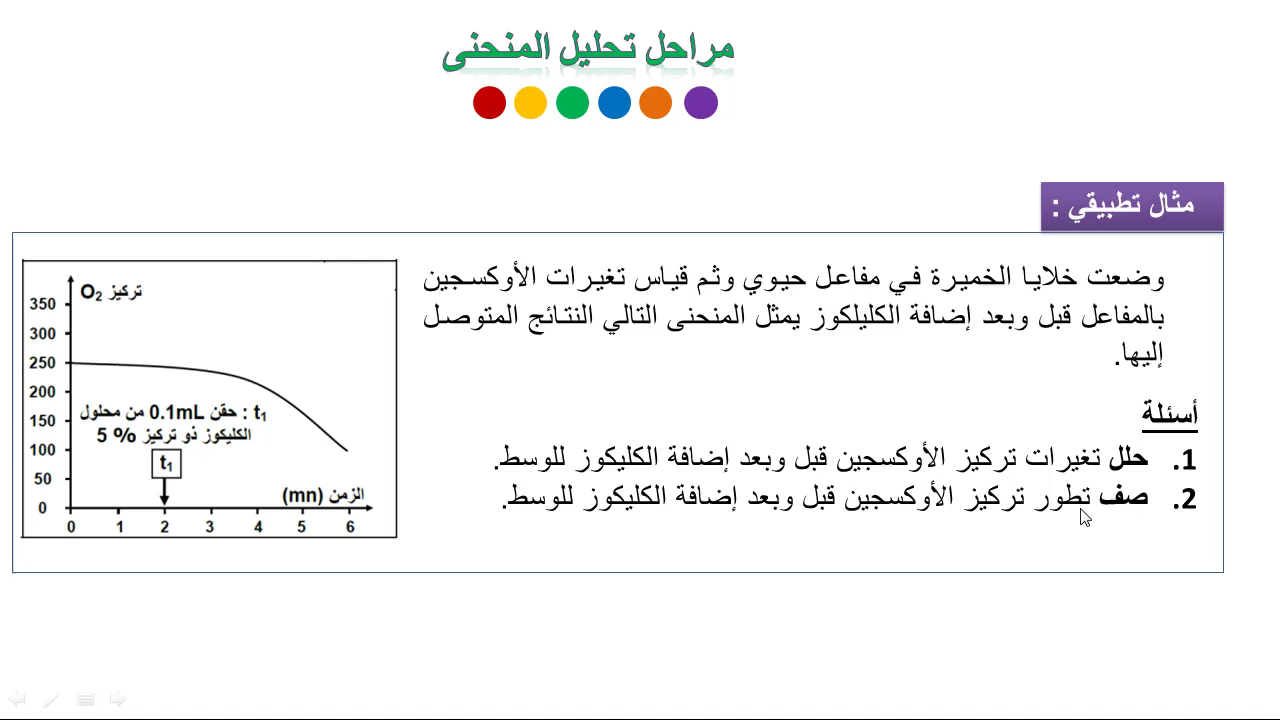 مراحل تحليل المنحنى
مثال تطبيقي :
وضعت خلايا الخميرة في مفاعل حيوي وثم قياس تغيرات الأوكسجين
بالمفاعل قبل وبعد إضافة الكليلكوز يمثل المنحنى التالي النتائج المتوصل
إليها.
أسئلة
1. حلل تغيرات تركيز الأوكسجين قبل وبعد إضافة الكليكوز للوسط.
2. صف تطور تركيز الأوكسجين قبل وبعد إضافة الكليكوز للوسط.
تركيز O₂
350
300
250
200
150
100
50
0
t₁ : حقن 0.1mL من محلول
الكليكوز ذو تركيز % 5
t₁
الزمن (mn)
0 1 2 3 4 5 6